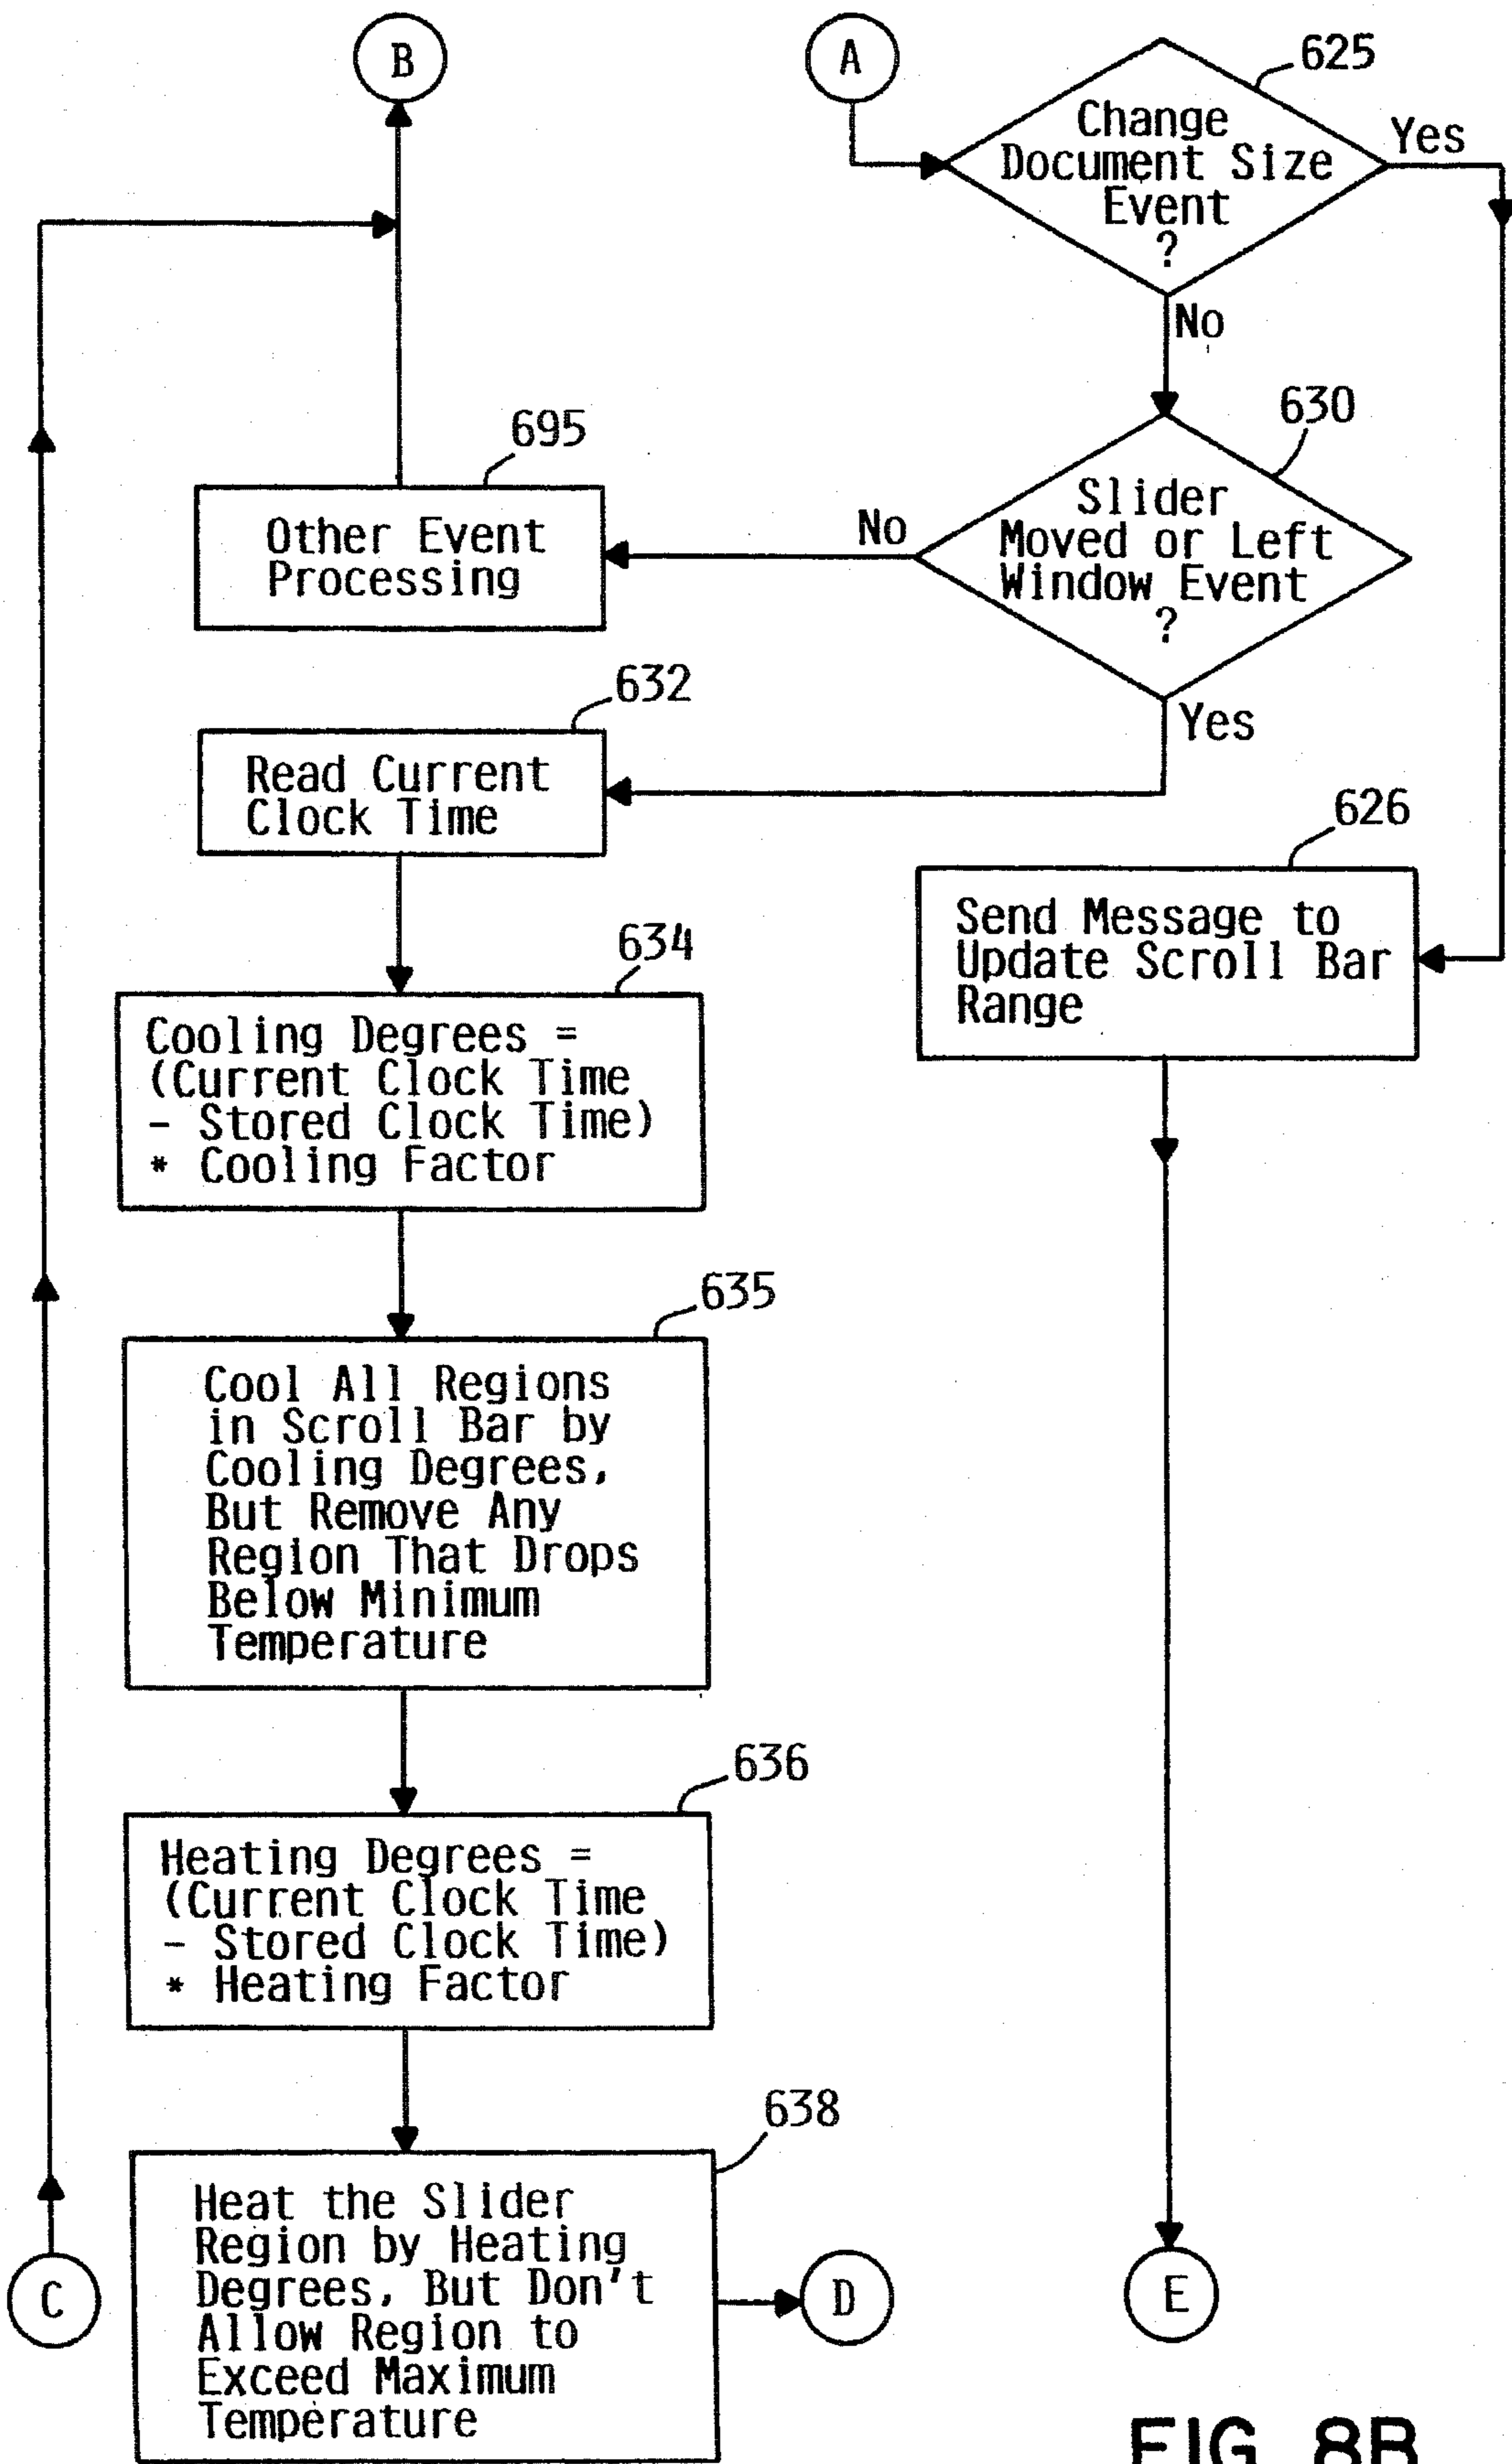 B
A
625
Change
Document Size
Event
?
Yes
No
630
Slider
Moved or Left
Window Event
?
No
Yes
695
Other Event
Processing
632
Read Current
Clock Time
626
Send Message to
Update Scroll Bar
Range
634
Cooling Degrees =
(Current Clock Time
- Stored Clock Time)
* Cooling Factor
635
Cool All Regions
in Scroll Bar by
Cooling Degrees,
But Remove Any
Region That Drops
Below Minimum
Temperature
636
Heating Degrees =
(Current Clock Time
- Stored Clock Time)
* Heating Factor
638
Heat the Slider
Region by Heating
Degrees, But Don't
Allow Region to
Exceed Maximum
Temperature
C
D
E
FIG. 8B